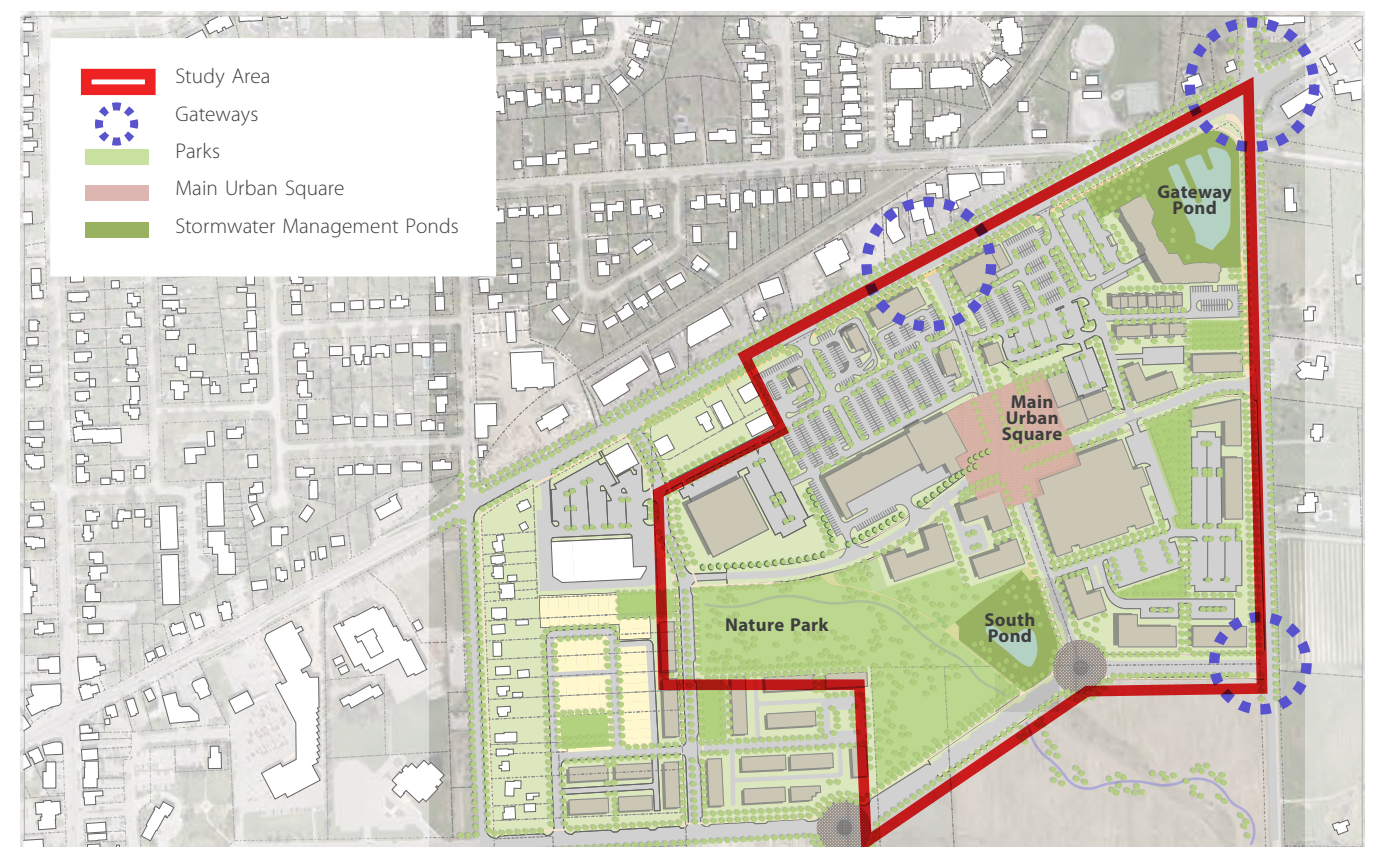 Study Area
Gateways
Parks
Main Urban Square
Stormwater Management Ponds
Gateway
Pond
Main
Urban
Square
Nature Park
South
Pond